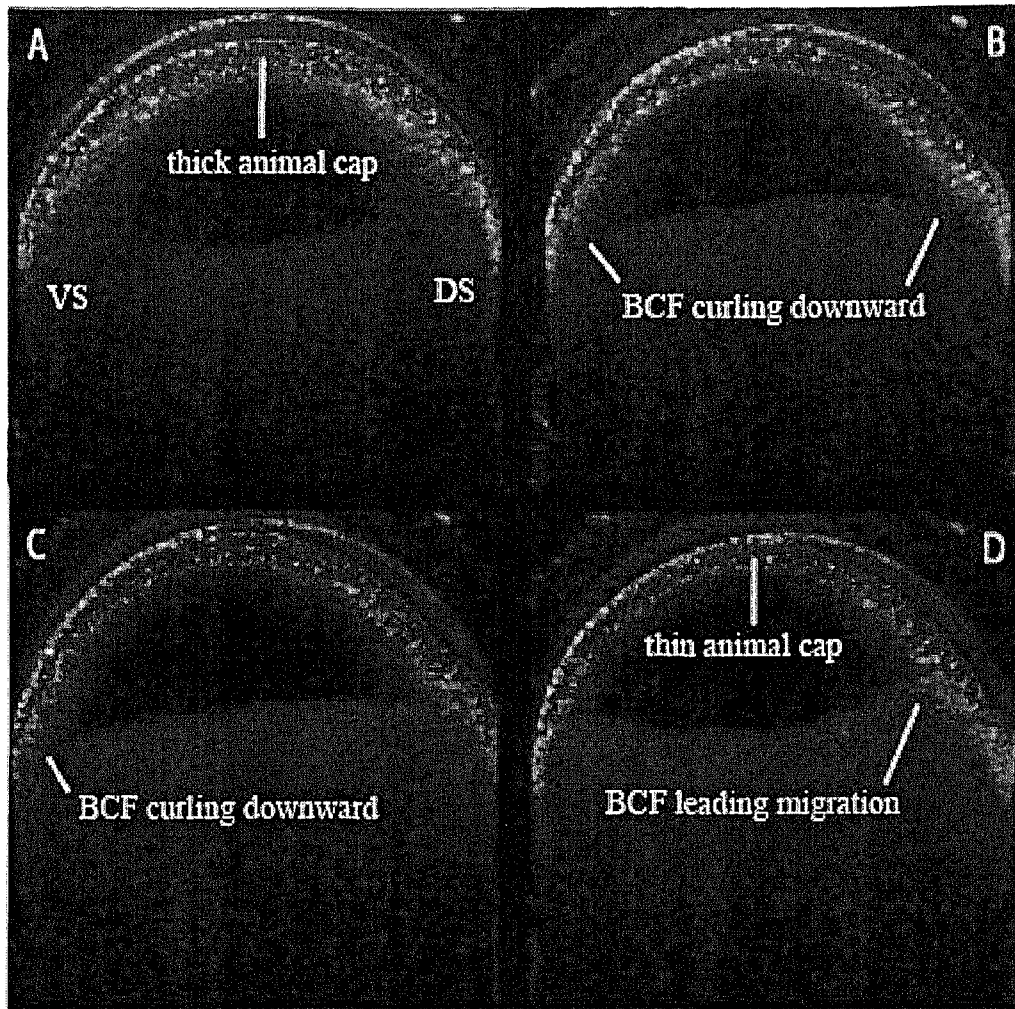 A
thick animal cap
VS
DS
B
BCF curling downward
C
BCF curling downward
D
thin animal cap
BCF leading migration